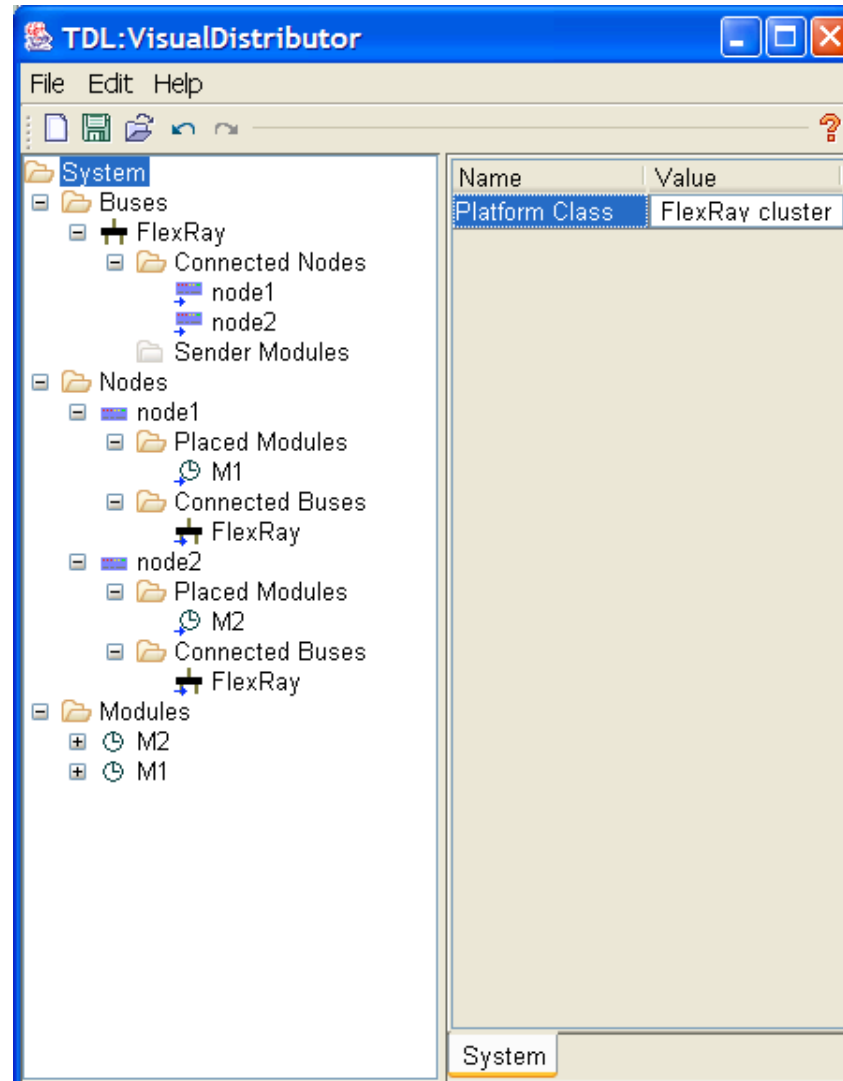 TDL:VisualDistributor
File Edit Help
System
Buses
FlexRay
Connected Nodes
node1
node2
Sender Modules
Nodes
node1
Placed Modules
M1
Connected Buses
FlexRay
node2
Placed Modules
M2
Connected Buses
FlexRay
Modules
M2
M1
Name Value
Platform Class FlexRay cluster
System